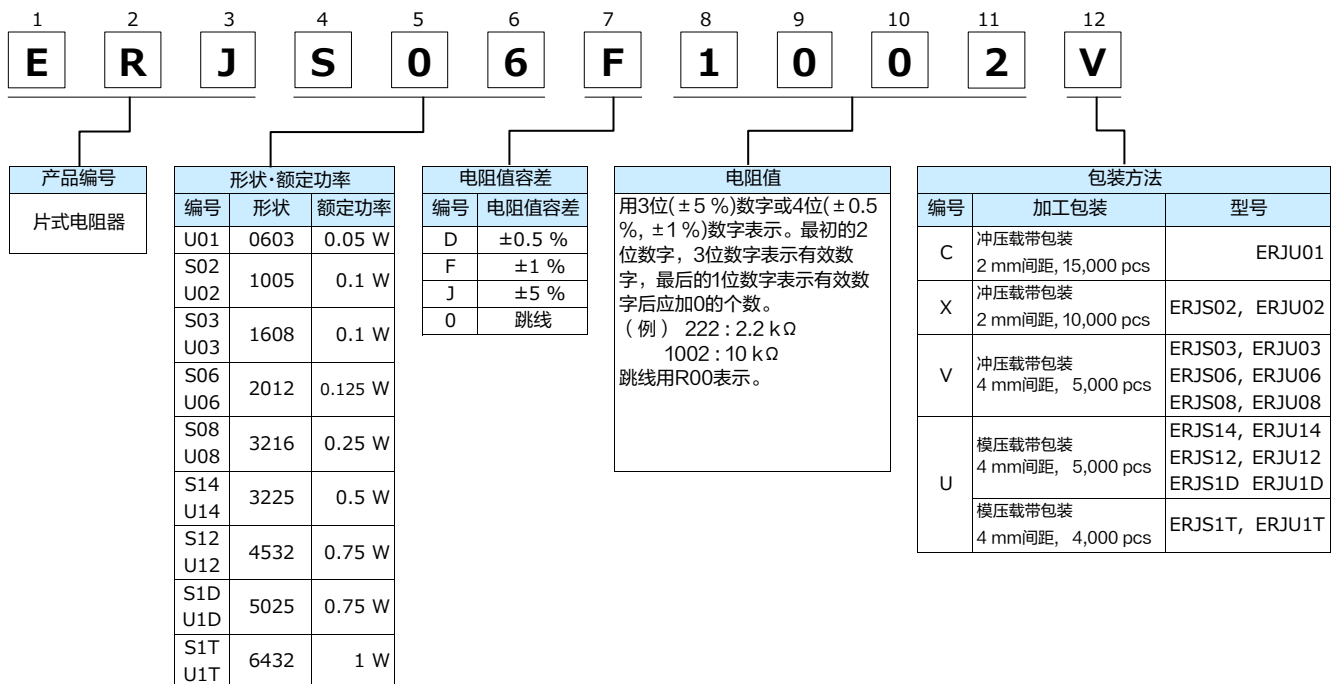 1 2 3 4 5 6 7 8 9 10 11 12
E R J S 0 6 F 1 0 0 2 V
产品编号
片式电阻器
形状·额定功率
编号 形状 额定功率
U01 0603 0.05 W
S02
U02
1005 0.1 W
S03
U03
1608 0.1 W
S06
U06
2012 0.125 W
S08
U08
3216 0.25 W
S14
U14
3225 0.5 W
S12
U12
4532 0.75 W
S1D
U1D
5025 0.75 W
S1T
U1T
6432 1 W
电阻值容差
编号 电阻值容差
D ±0.5 %
F ±1 %
J ±5 %
0 跳线
电阻值
用3位(±5 %)数字或4位(±0.5
%, ±1 %)数字表示。最初的2
位数字，3位数字表示有效数
字，最后的1位数字表示有效数
字后应加0的个数。
（例） 222 : 2.2 kΩ
1002 : 10 kΩ
跳线用R00表示。
包装方法
编号 加工包装 型号
C
冲压载带包装
2 mm间距, 15,000 pcs
ERJU01
X
冲压载带包装
2 mm间距, 10,000 pcs
ERJS02, ERJU02
V
冲压载带包装
4 mm间距, 5,000 pcs
ERJS03, ERJU03
ERJS06, ERJU06
ERJS08, ERJU08
U
模压载带包装
4 mm间距, 5,000 pcs
ERJS14, ERJU14
ERJS12, ERJU12
ERJS1D ERJU1D
模压载带包装
4 mm间距, 4,000 pcs
ERJS1T, ERJU1T